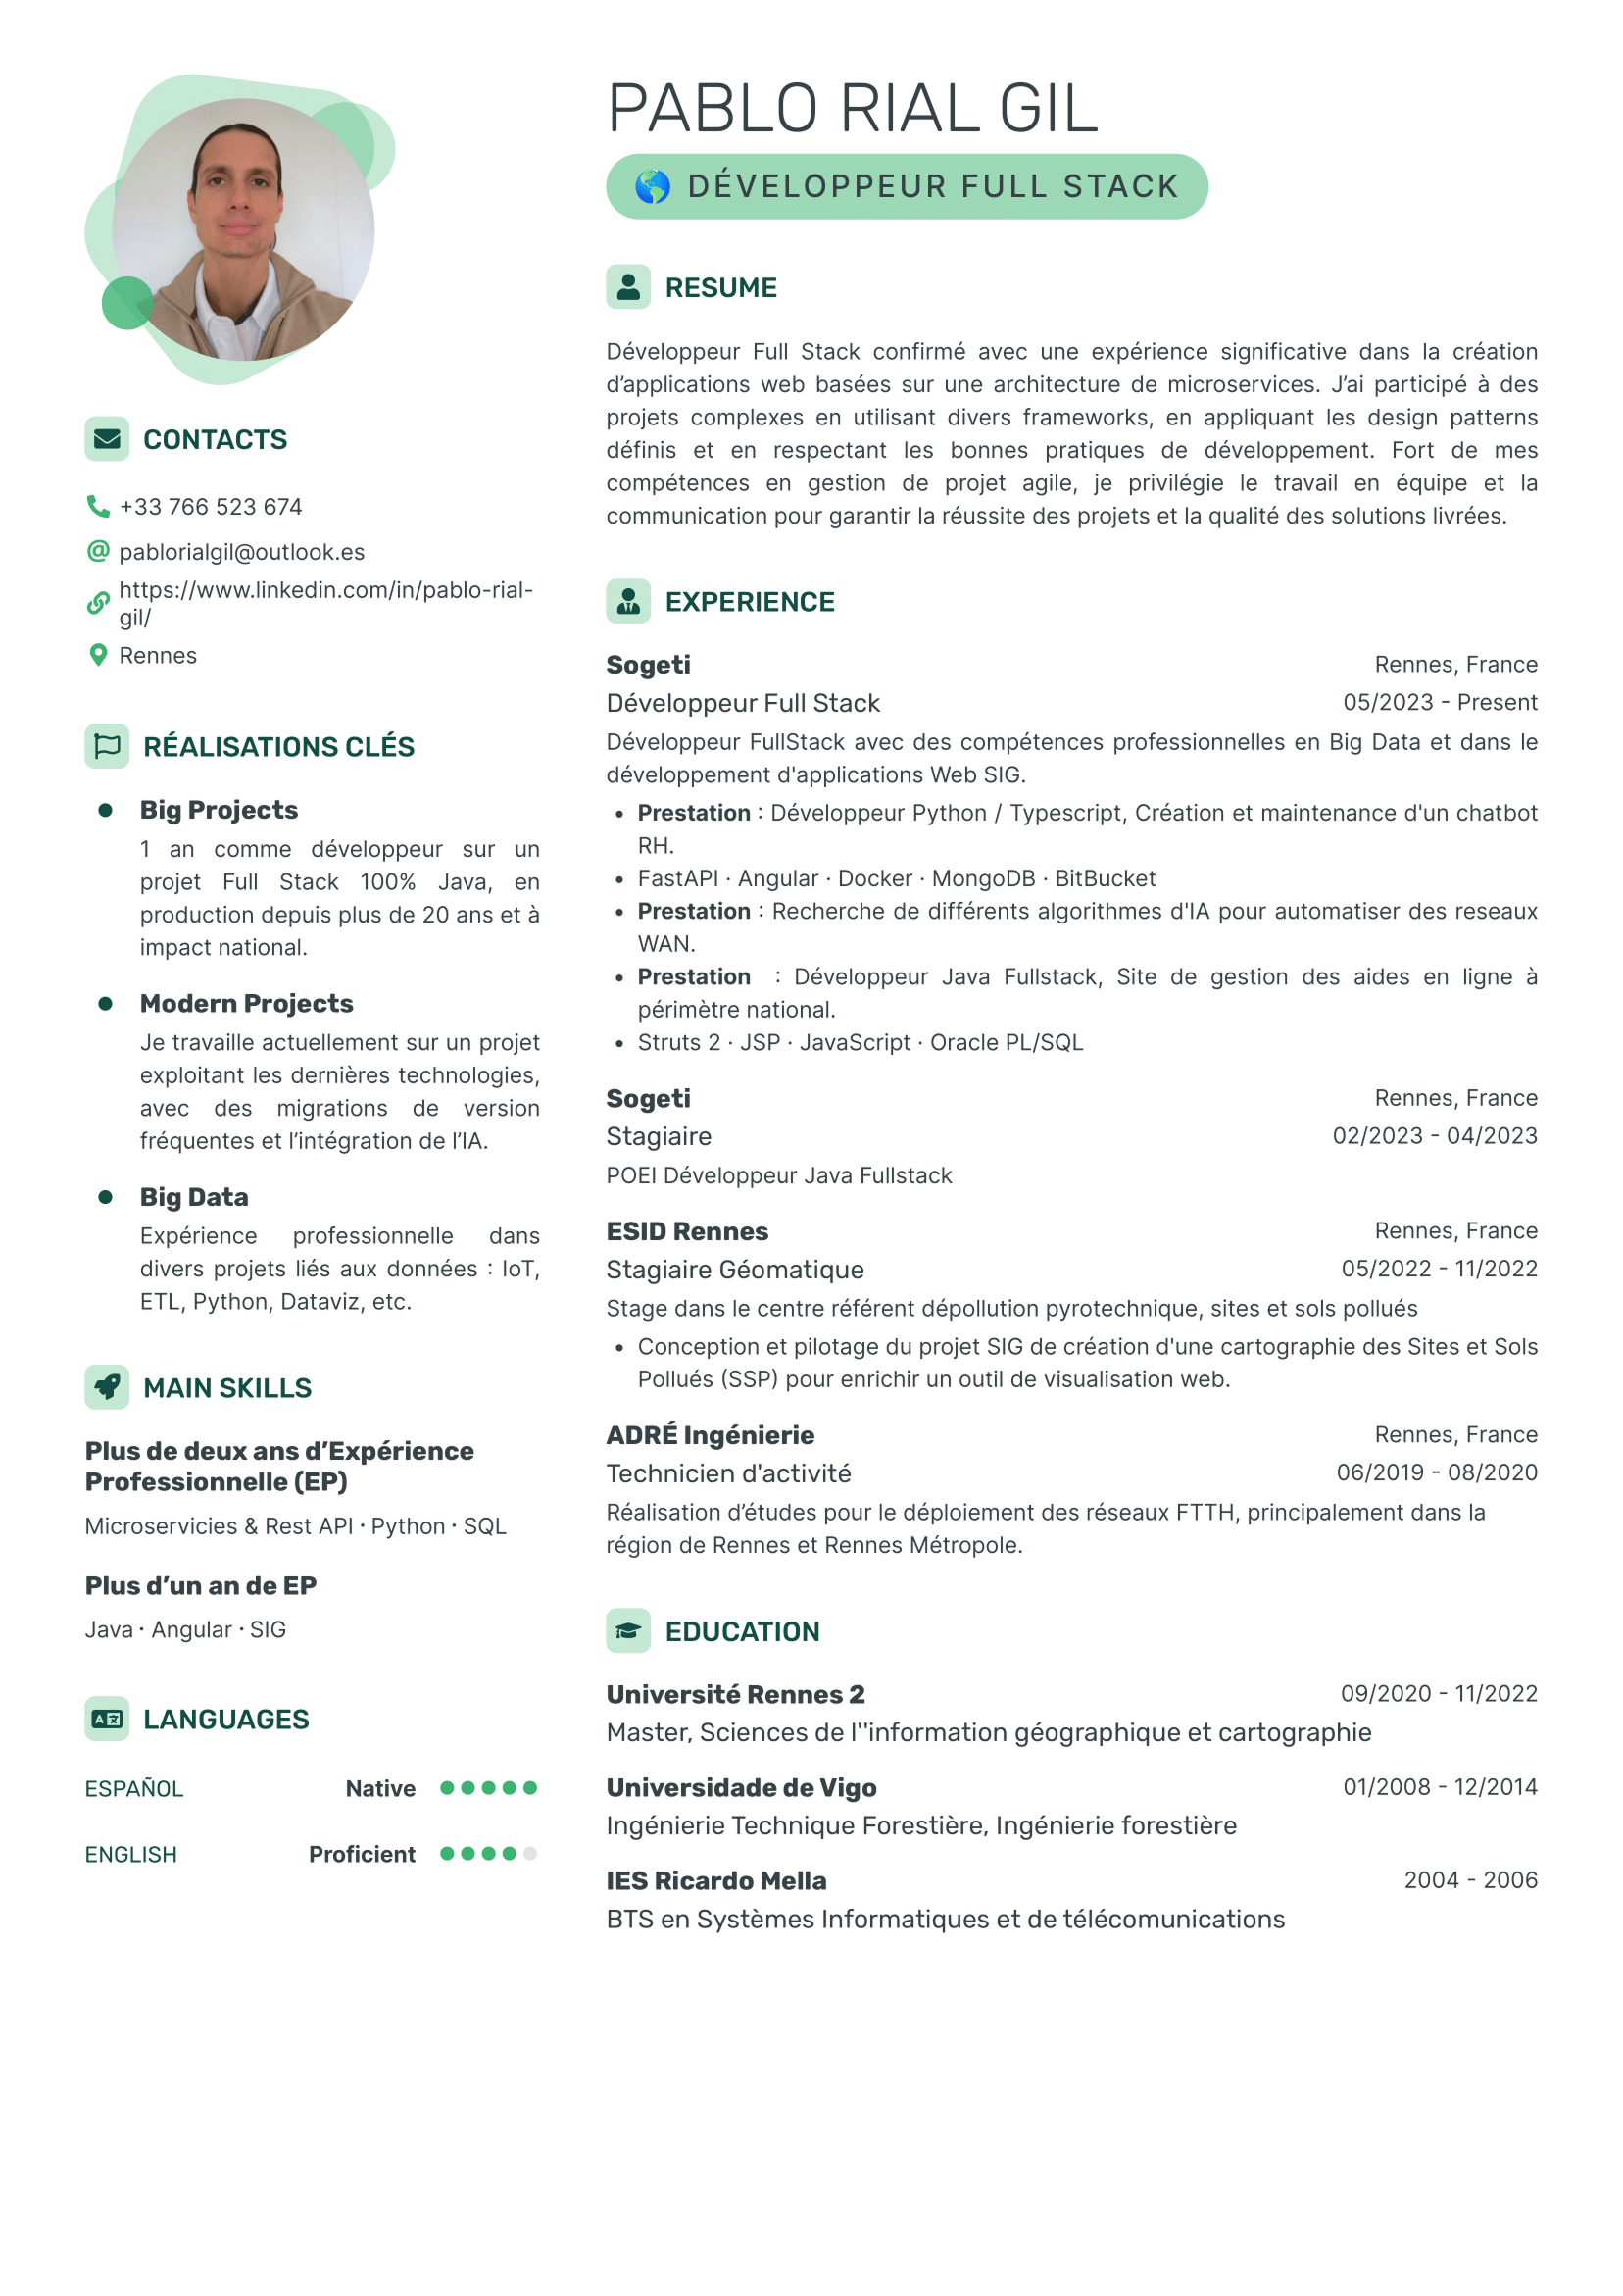 PABLO RIAL GIL
🌎 DÉVELOPPEUR FULL STACK
CONTACTS
+33 766 523 674
pablorialgil@outlook.es
https://www.linkedin.com/in/pablo-rial-
gil/
Rennes
RÉALISATIONS CLÉS
Big Projects
1 an comme développeur sur un
projet Full Stack 100% Java, en
production depuis plus de 20 ans et à
impact national.
Modern Projects
Je travaille actuellement sur un projet
exploitant les dernières technologies,
avec des migrations de version
fréquentes et l’intégration de l’IA.
Big Data
Expérience professionnelle dans
divers projets liés aux données : IoT,
ETL, Python, Dataviz, etc.
MAIN SKILLS
Plus de deux ans d’Expérience
Professionnelle (EP)
Microservicies & Rest API · Python · SQL
Plus d’un an de EP
Java · Angular · SIG
LANGUAGES
ESPAÑOL Native
ENGLISH Proficient
RESUME
Développeur Full Stack confirmé avec une expérience significative dans la création
d’applications web basées sur une architecture de microservices. J’ai participé à des
projets complexes en utilisant divers frameworks, en appliquant les design patterns
définis et en respectant les bonnes pratiques de développement. Fort de mes
compétences en gestion de projet agile, je privilégie le travail en équipe et la
communication pour garantir la réussite des projets et la qualité des solutions livrées.
EXPERIENCE
Sogeti Rennes, France
Développeur Full Stack 05/2023 - Present
Développeur FullStack avec des compétences professionnelles en Big Data et dans le
développement d'applications Web SIG.
• Prestation : Développeur Python / Typescript, Création et maintenance d'un chatbot
RH.
• FastAPI · Angular · Docker · MongoDB · BitBucket
• Prestation : Recherche de différents algorithmes d'IA pour automatiser des reseaux
WAN.
• Prestation : Développeur Java Fullstack, Site de gestion des aides en ligne à
périmètre national.
• Struts 2 · JSP · JavaScript · Oracle PL/SQL
Sogeti Rennes, France
Stagiaire 02/2023 - 04/2023
POEI Développeur Java Fullstack
ESID Rennes Rennes, France
Stagiaire Géomatique 05/2022 - 11/2022
Stage dans le centre référent dépollution pyrotechnique, sites et sols pollués
• Conception et pilotage du projet SIG de création d'une cartographie des Sites et Sols
Pollués (SSP) pour enrichir un outil de visualisation web.
ADRÉ Ingénierie Rennes, France
Technicien d'activité 06/2019 - 08/2020
Réalisation d’études pour le déploiement des réseaux FTTH, principalement dans la
région de Rennes et Rennes Métropole.
EDUCATION
Université Rennes 2 09/2020 - 11/2022
Master, Sciences de l''information géographique et cartographie
Universidade de Vigo 01/2008 - 12/2014
Ingénierie Technique Forestière, Ingénierie forestière
IES Ricardo Mella 2004 - 2006
BTS en Systèmes Informatiques et de télécomunications